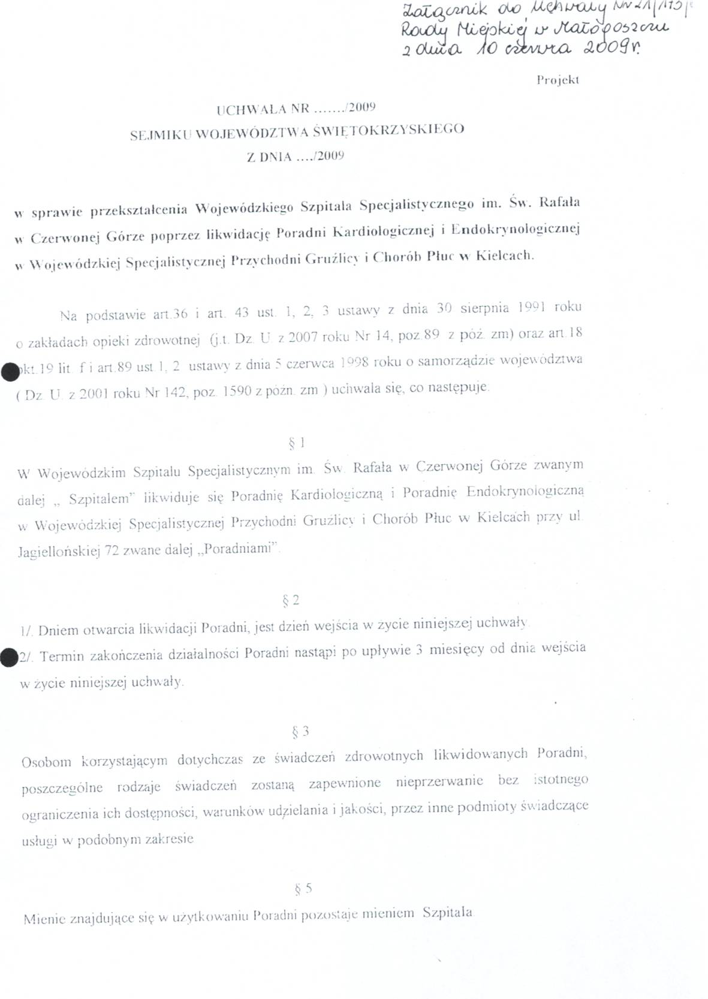 Załącznik do Uchwały Nr 21/173/
Rady Miejskiej w Małogoszczu
z dnia 10 czerwca 2009r.
Projekt
UCHWAŁA NR ......./2009
SEJMIKU WOJEWÓDZTWA ŚWIĘTOKRZYSKIEGO
Z DNIA ..../2009
w sprawie przekształcenia Wojewódzkiego Szpitala Specjalistycznego im. Św. Rafała
w Czerwonej Górze poprzez likwidację Poradni Kardiologicznej i Endokrynologicznej
w Wojewódzkiej Specjalistycznej Przychodni Gruźlicy i Chorób Płuc w Kielcach.
Na podstawie art.36 i art. 43 ust. 1, 2, 3 ustawy z dnia 30 sierpnia 1991 roku
o zakładach opieki zdrowotnej (j.t. Dz. U. z 2007 roku Nr 14, poz.89 z póź. zm) oraz art.18
pkt.19 lit. f i art.89 ust.1, 2 ustawy z dnia 5 czerwca 1998 roku o samorządzie województwa
( Dz. U. z 2001 roku Nr 142, poz. 1590 z późn. zm ) uchwala się, co następuje:
§ 1
W Wojewódzkim Szpitalu Specjalistycznym im. Św. Rafała w Czerwonej Górze zwanym
dalej „ Szpitalem” likwiduje się Poradnię Kardiologiczną i Poradnię Endokrynologiczną
w Wojewódzkiej Specjalistycznej Przychodni Gruźlicy i Chorób Płuc w Kielcach przy ul.
Jagiellońskiej 72 zwane dalej „Poradniami”.
§ 2
1/. Dniem otwarcia likwidacji Poradni, jest dzień wejścia w życie niniejszej uchwały.
2/. Termin zakończenia działalności Poradni nastąpi po upływie 3 miesięcy od dnia wejścia
w życie niniejszej uchwały.
§ 3
Osobom korzystającym dotychczas ze świadczeń zdrowotnych likwidowanych Poradni,
poszczególne rodzaje świadczeń zostaną zapewnione nieprzerwanie bez istotnego
ograniczenia ich dostępności, warunków udzielania i jakości, przez inne podmioty świadczące
usługi w podobnym zakresie
§ 5
Mienie znajdujące się w użytkowaniu Poradni pozostaje mieniem Szpitala.